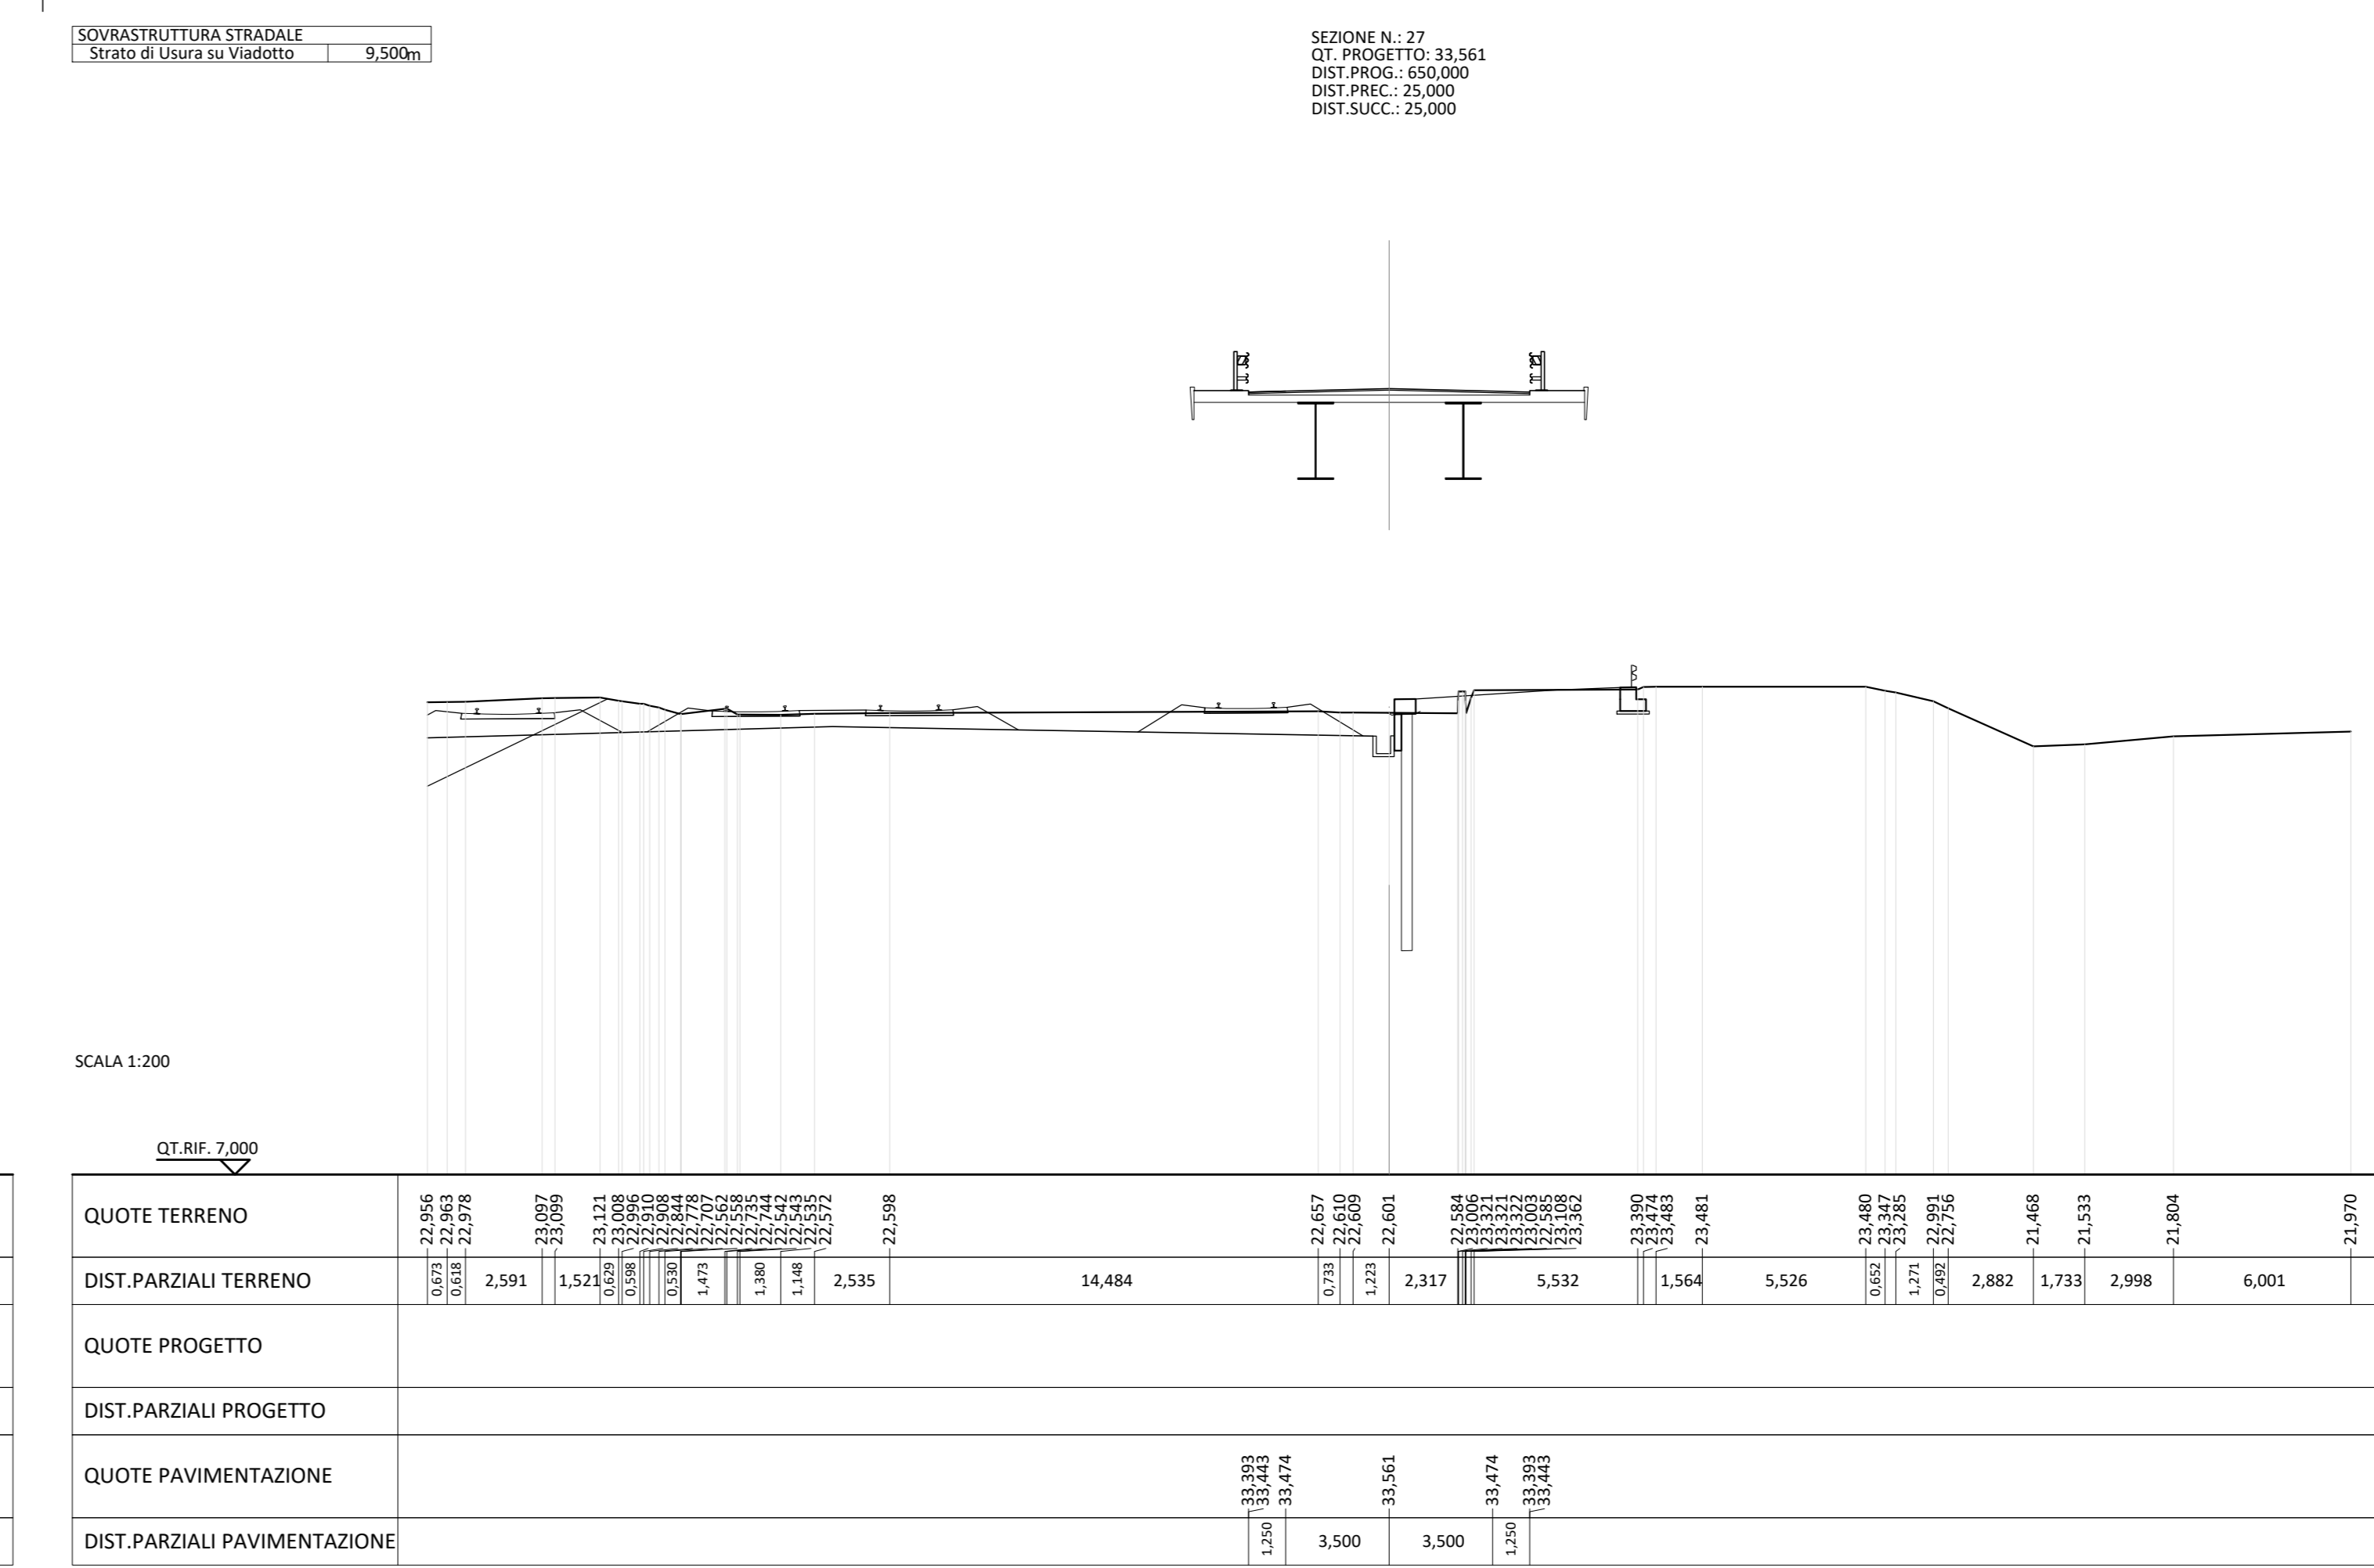 SOVRASTRUTTURA STRADALE
Strato di Usura su Viadotto 9,500m
SEZIONE N.: 27
QT. PROGETTO: 33,561
DIST.PROG.: 650,000
DIST.PREC.: 25,000
DIST.SUCC.: 25,000
SCALA 1:200
QT.RIF. 7,000
QUOTE TERRENO 22,956 22,963 22,978 23,097 23,099 23,121 23,008 22,996 22,910 22,908 22,844 22,778 22,707 22,562 22,558 22,735 22,744 22,542 22,543 22,535 22,572 22,598 22,657 22,610 22,609 22,601 22,584 23,006 23,321 23,321 23,322 23,003 22,585 23,108 23,362 23,390 23,474 23,483 23,481 23,480 23,347 23,285 22,991 22,756 21,468 21,533 21,804 21,970
DIST.PARZIALI TERRENO 0,673 0,618 2,591 1,521 0,629 0,598 0,530 1,473 1,380 1,148 2,535 14,484 0,733 1,223 2,317 5,532 1,564 5,526 0,652 1,271 0,492 2,882 1,733 2,998 6,001
QUOTE PROGETTO
DIST.PARZIALI PROGETTO
QUOTE PAVIMENTAZIONE 33,393 33,443 33,474 33,561 33,474 33,393 33,443
DIST.PARZIALI PAVIMENTAZIONE 1,250 3,500 3,500 1,250